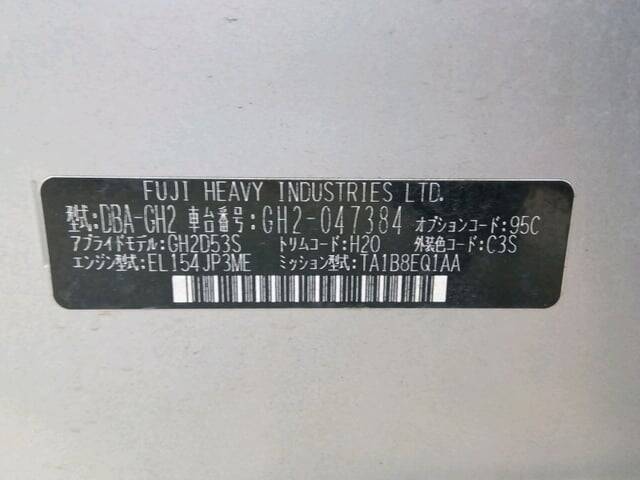 FUJI HEAVY INDUSTRIES LTD.
型式:DBA-GH2 車台番号:GH2-047384 オプションコード:95C
アプライドモデル:GH2D53S トリムコード:H20 外装色コード:C3S
エンジン型式:EL154JP3ME ミッション型式:TA1B8EQ1AA